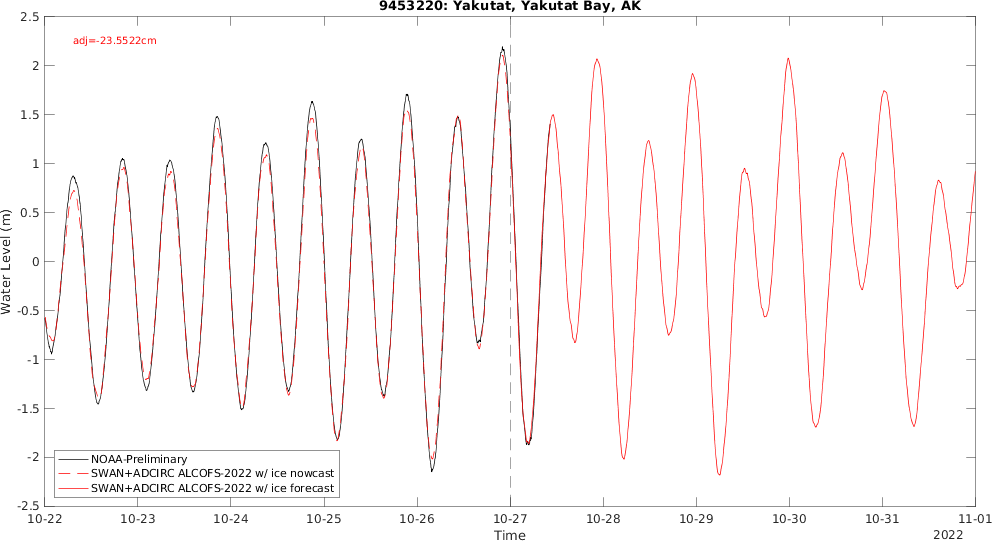 9453220: Yakutat, Yakutat Bay, AK
adj=-23.5522cm
2.5
2
1.5
1
0.5
0
-0.5
-1
-1.5
-2
-2.5
Water Level (m)
NOAA-Preliminary
SWAN+ADCIRC ALCOFS-2022 w/ ice nowcast
SWAN+ADCIRC ALCOFS-2022 w/ ice forecast
10-22 10-23 10-24 10-25 10-26 10-27 10-28 10-29 10-30 10-31 11-01
Time
2022